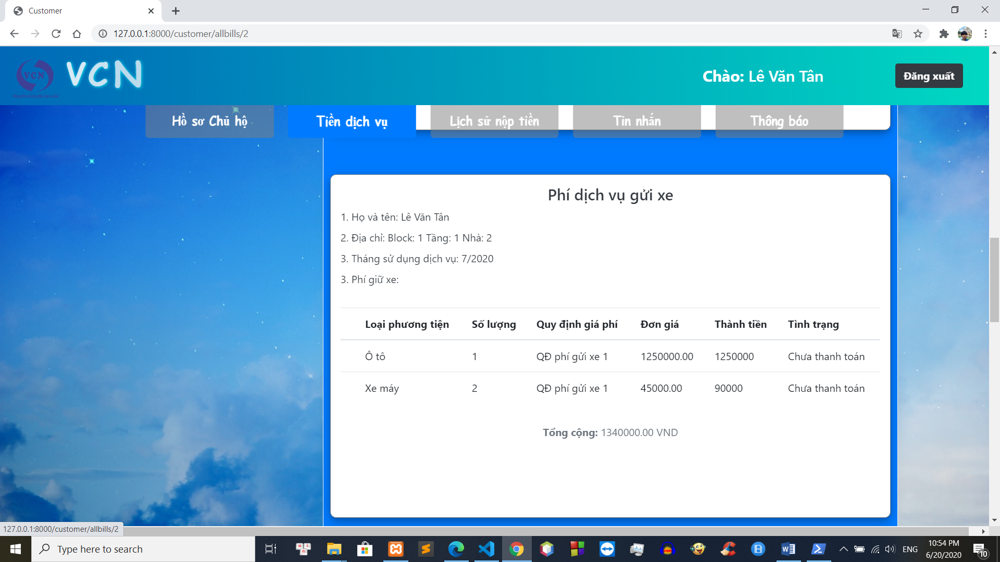 Customer
127.0.0.1:8000/customer/allbills/2
VCN
VCN
Chào: Lê Văn Tân
Đăng xuất
Hồ sơ Chủ hộ
Tiền dịch vụ
Lịch sử nộp tiền
Tin nhắn
Thông báo
Phí dịch vụ gửi xe
1. Họ và tên: Lê Văn Tân
2. Địa chỉ: Block: 1 Tầng: 1 Nhà: 2
3. Tháng sử dụng dịch vụ: 7/2020
3. Phí giữ xe:
Loại phương tiện Số lượng Quy định giá phí Đơn giá Thành tiền Tình trạng
Ô tô 1 QĐ phí gửi xe 1 1250000.00 1250000 Chưa thanh toán
Xe máy 2 QĐ phí gửi xe 1 45000.00 90000 Chưa thanh toán
Tổng cộng: 1340000.00 VND
127.0.0.1:8000/customer/allbills/2
Type here to search
ENG
10:54 PM
6/20/2020
10